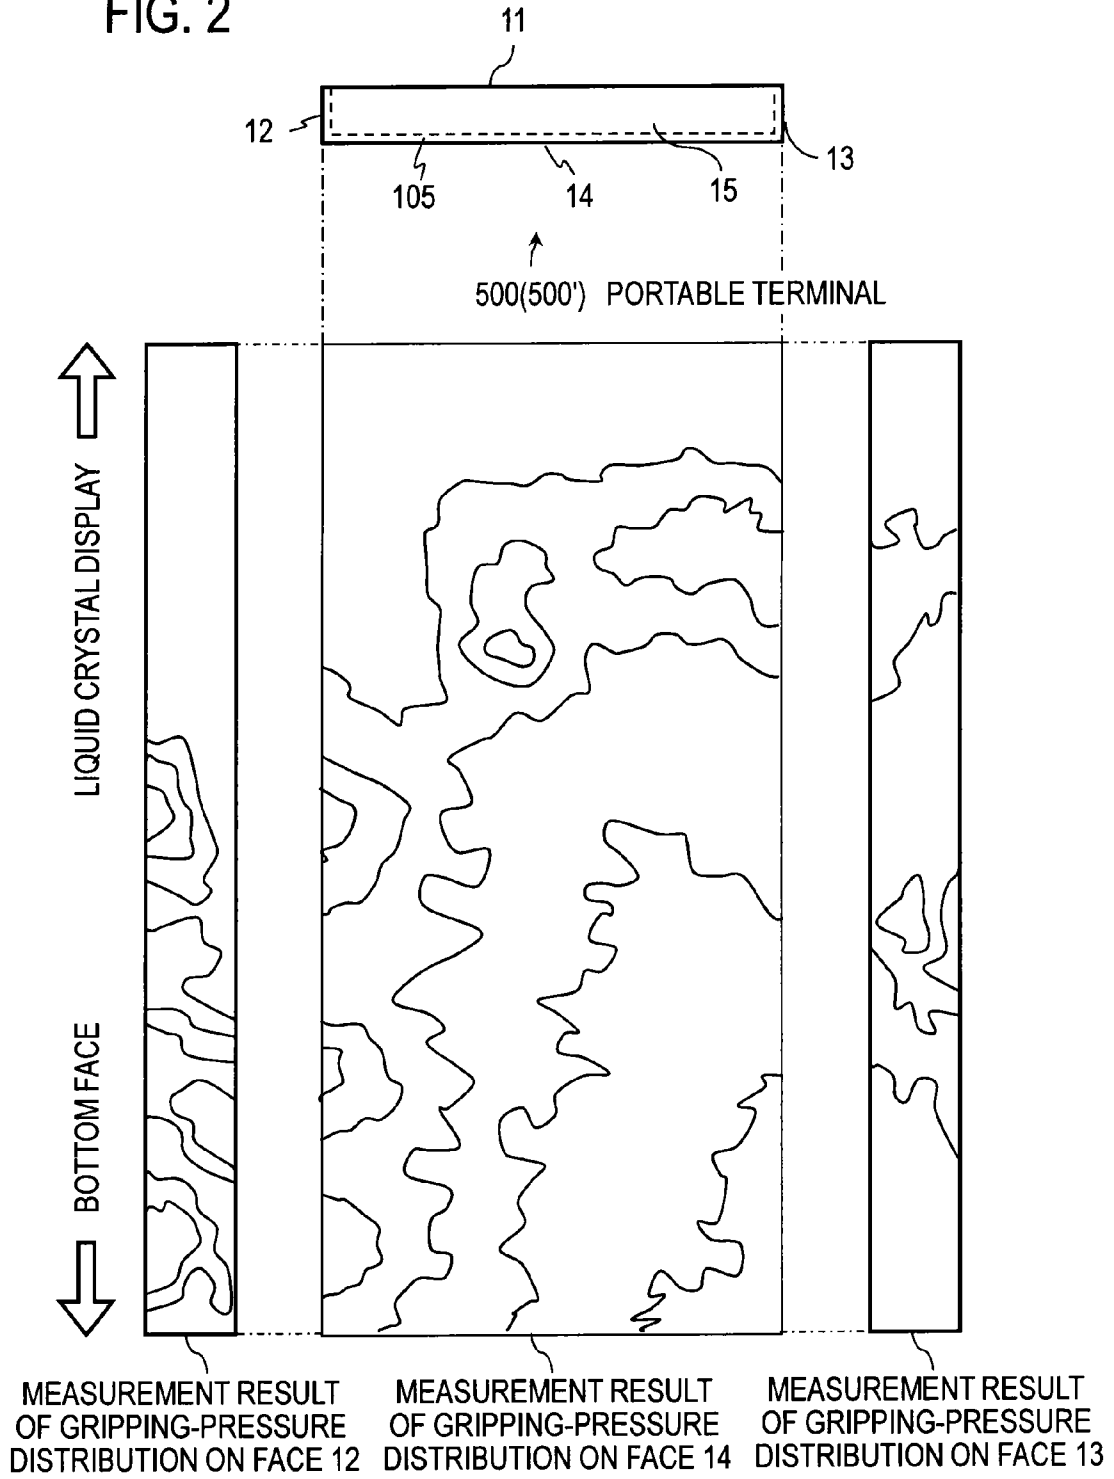 FIG. 2
11
12
13
105
14
15
500(500') PORTABLE TERMINAL
LIQUID CRYSTAL DISPLAY
BOTTOM FACE
MEASUREMENT RESULT
OF GRIPPING-PRESSURE
DISTRIBUTION ON FACE 12
MEASUREMENT RESULT
OF GRIPPING-PRESSURE
DISTRIBUTION ON FACE 14
MEASUREMENT RESULT
OF GRIPPING-PRESSURE
DISTRIBUTION ON FACE 13